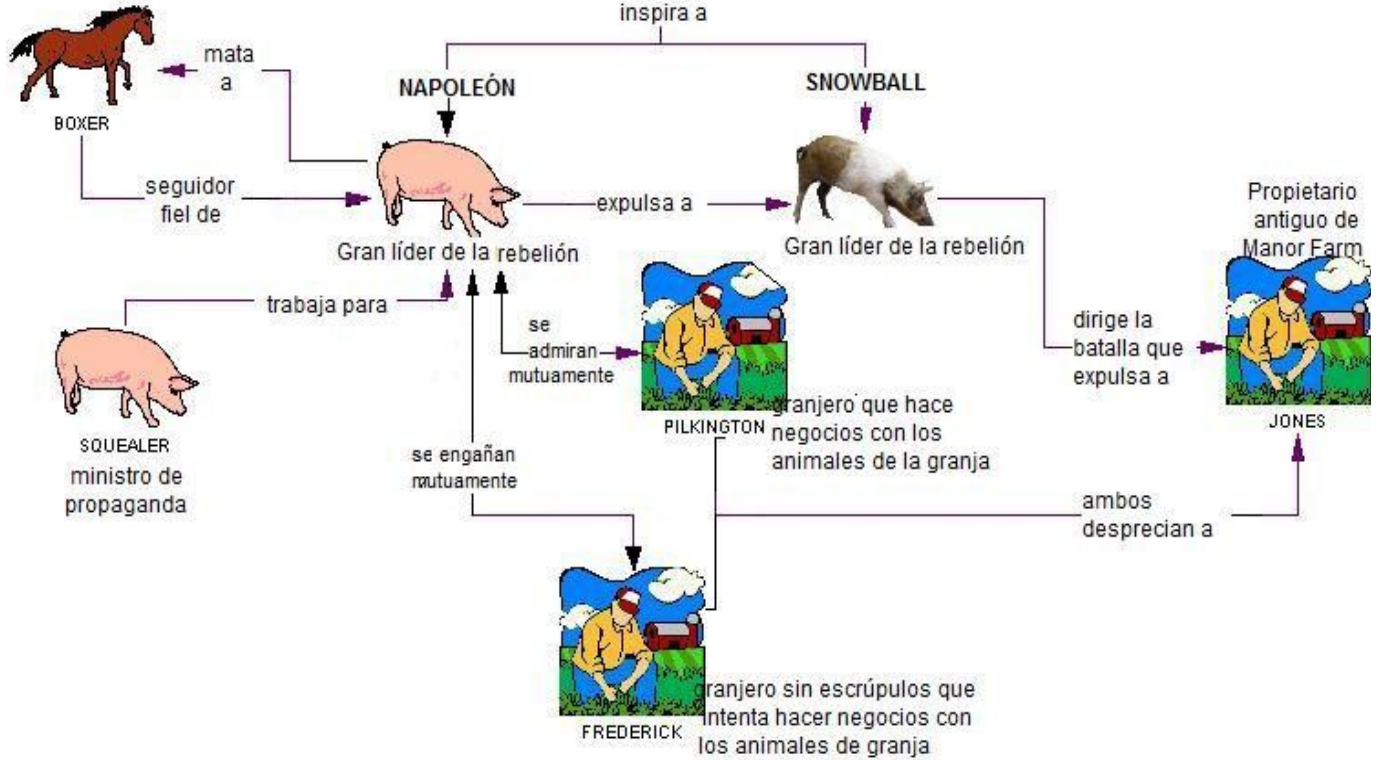 inspira a
mata
a
NAPOLEÓN
SNOWBALL
BOXER
seguidor
fiel de
expulsa a
Propietario
antiguo de
Manor Farm
Gran líder de la rebelión
Gran líder de la rebelión
trabaja para
se
admiran
mutuamente
dirige la
batalla que
expulsa a
SQUEALER
ministro de
propaganda
PILKINGTON
granjero que hace
negocios con los
animales de la granja
JONES
se engañan
mutuamente
ambos
desprecian a
FREDERICK
granjero sin escrúpulos que
intenta hacer negocios con
los animales de granja